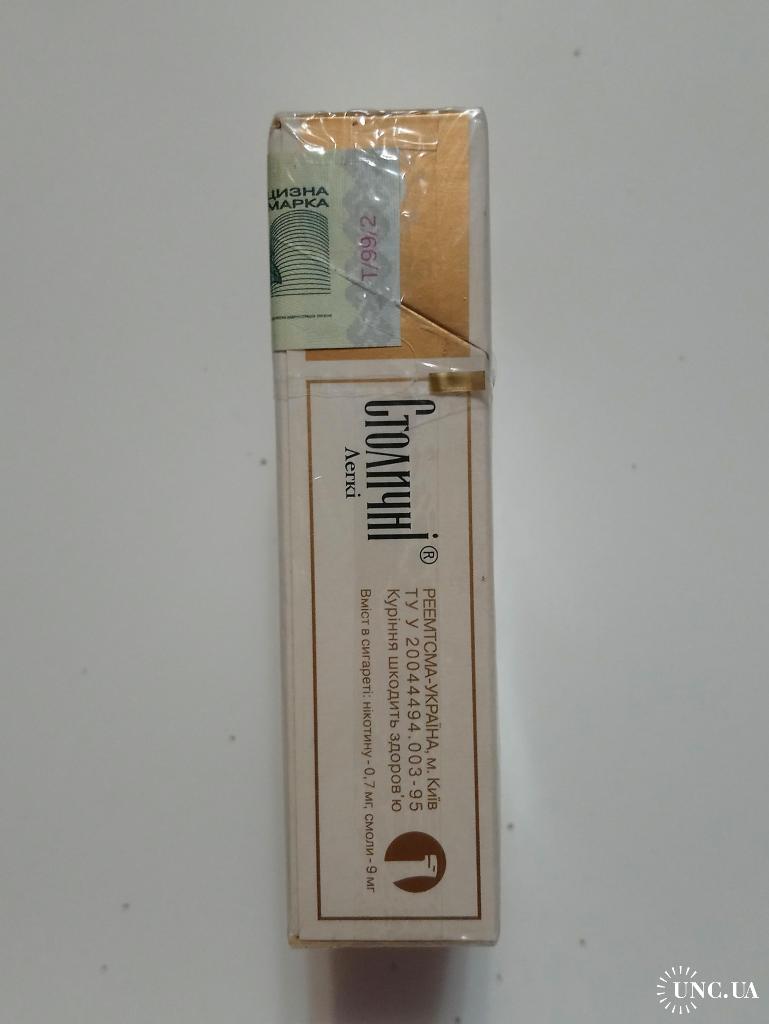 ЦИЗНА
МАРКА
1/99/2
Столичні®
Легкі
РЕЕМТСМА-УКРАЇНА, м. Київ
ТУ У 20044494.003-95
Куріння шкодить здоров'ю
Вміст в сигареті: нікотину - 0,7 мг, смоли - 9 мг
UNC.UA